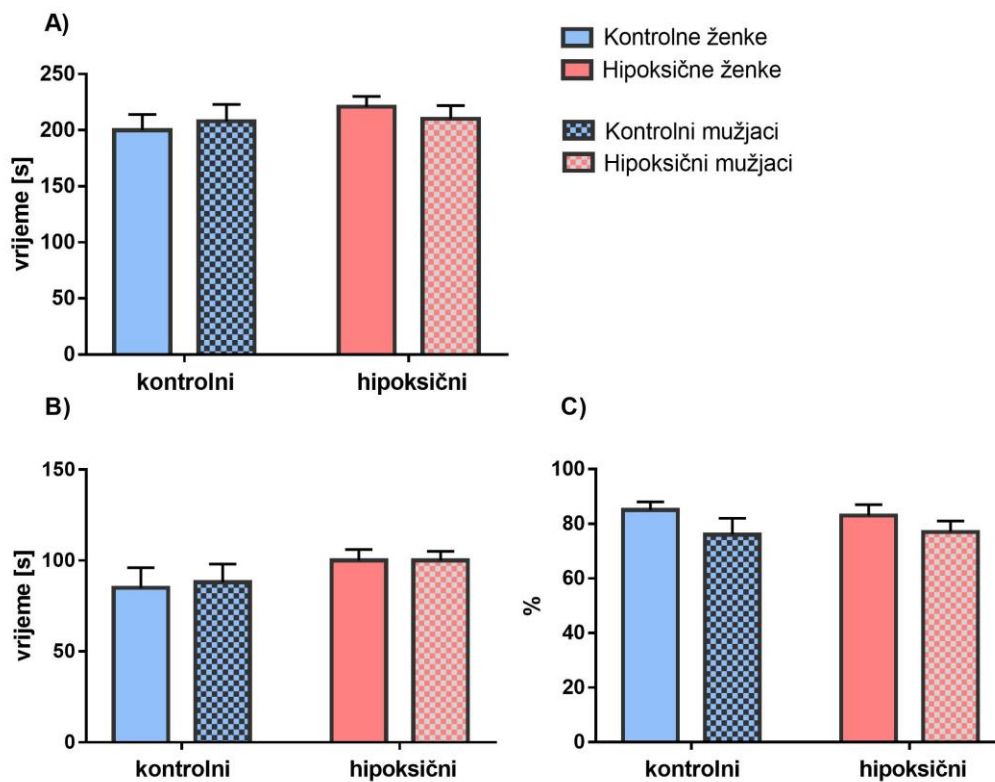 A)
Kontrolne ženke
Hipoksične ženke
Kontrolni mužjaci
Hipoksični mužjaci
vrijeme [s]
250
200
150
100
50
0
kontrolni
hipoksični
B)
vrijeme [s]
150
100
50
0
kontrolni
hipoksični
C)
%
100
80
60
40
20
0
kontrolni
hipoksični